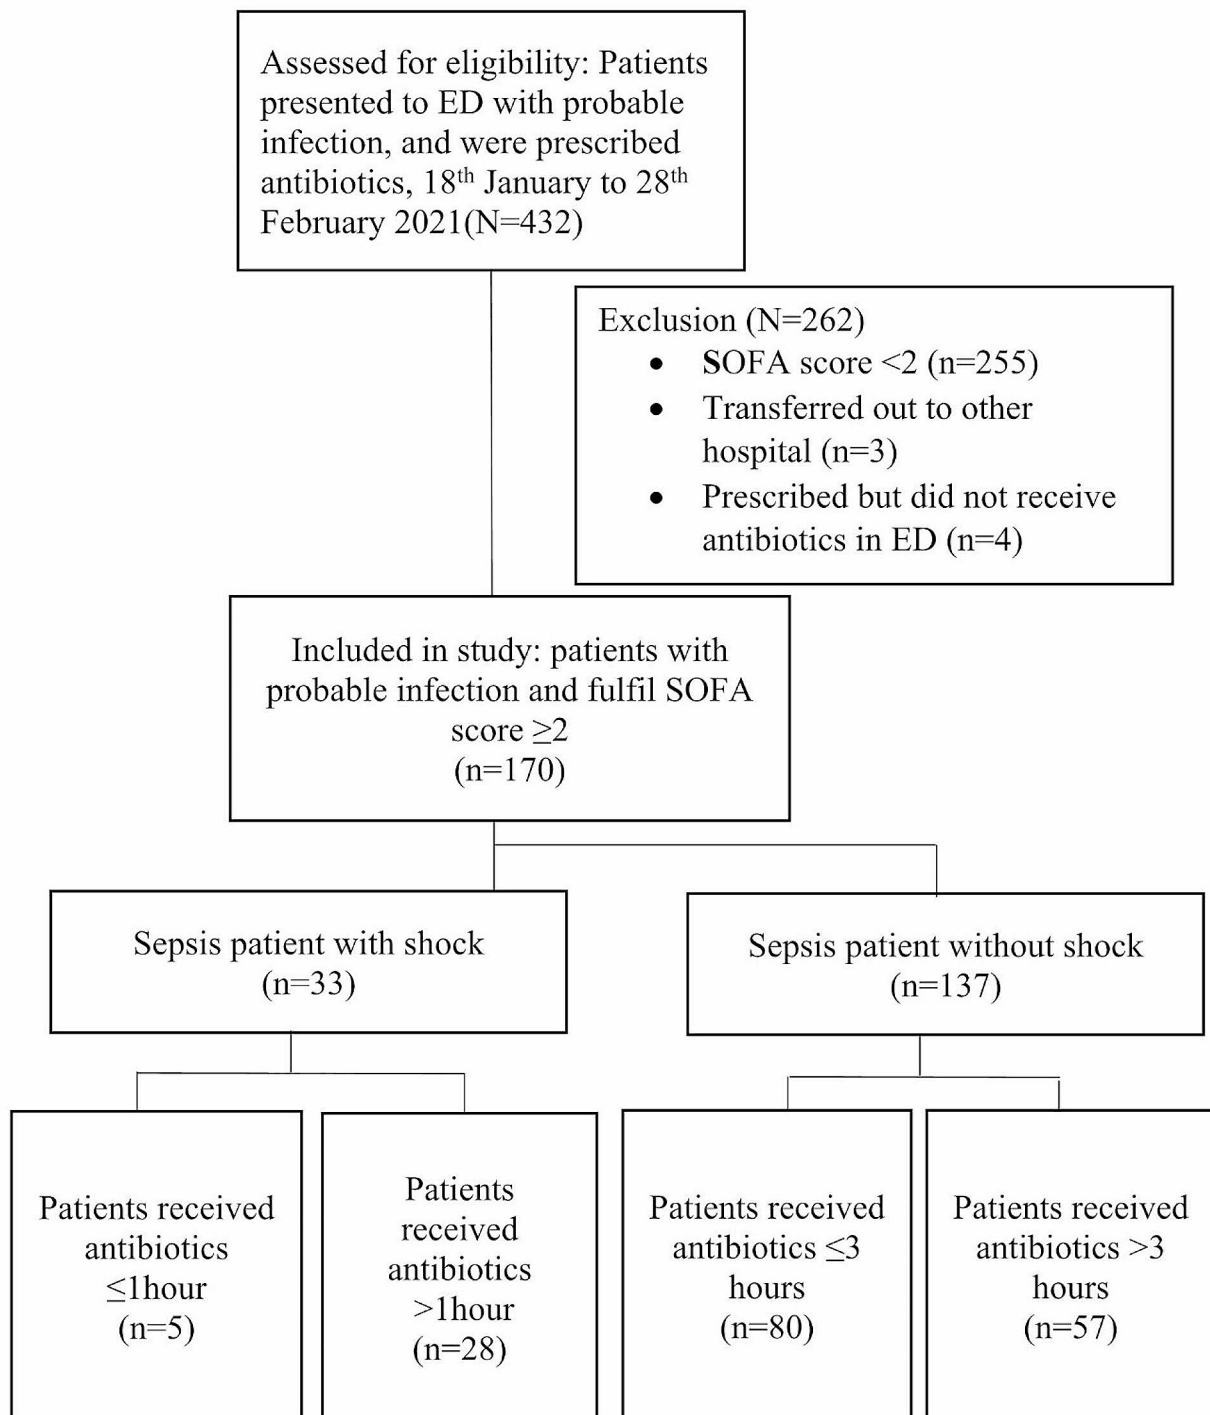 Assessed for eligibility: Patients
presented to ED with probable
infection, and were prescribed
antibiotics, 18th January to 28th
February 2021(N=432)
Exclusion (N=262)
• SOFA score <2 (n=255)
• Transferred out to other
hospital (n=3)
• Prescribed but did not receive
antibiotics in ED (n=4)
Included in study: patients with
probable infection and fulfil SOFA
score ≥2
(n=170)
Sepsis patient with shock
(n=33)
Sepsis patient without shock
(n=137)
Patients received
antibiotics
≤1hour
(n=5)
Patients
received
antibiotics
>1hour
(n=28)
Patients received
antibiotics ≤3
hours
(n=80)
Patients received
antibiotics >3
hours
(n=57)